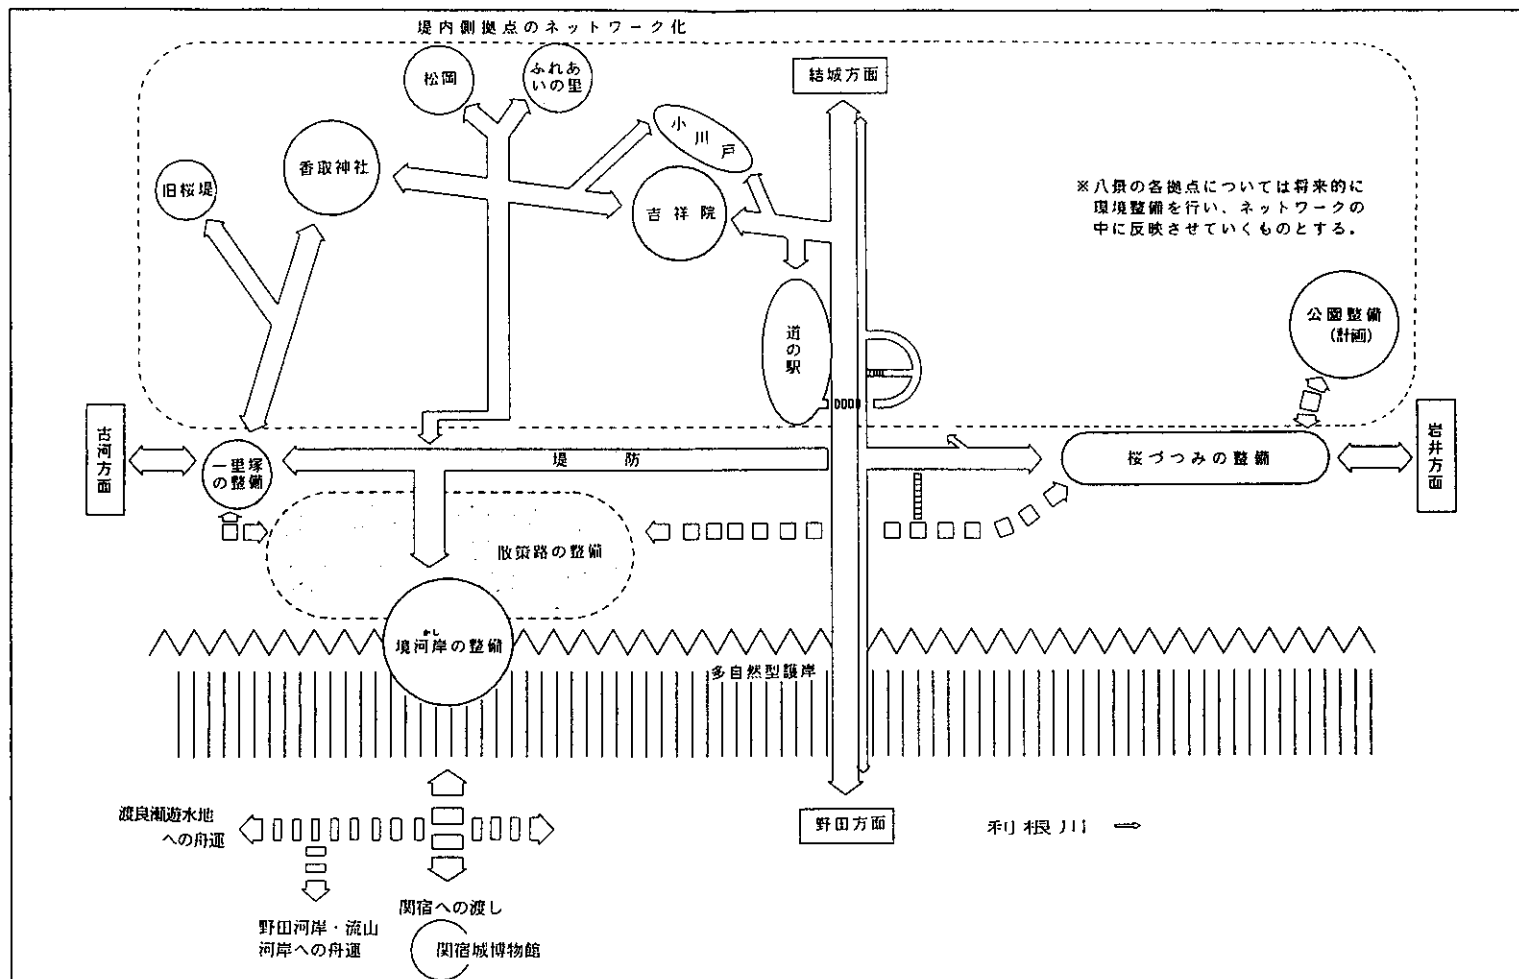 堤内側拠点のネットワーク化
松岡
ふれあ
いの里
結城方面
小川戸
香取神社
旧桜堤
吉祥院
※八景の各拠点については将来的に
環境整備を行い、ネットワークの
中に反映させていくものとする。
道の駅
公園整備
(計画)
古河方面
一里塚
の整備
堤防
桜づつみの整備
岩井方面
散策路の整備
かし
境河岸の整備
多自然型護岸
渡良瀬遊水地
への舟運
野田方面
利根川
関宿への渡し
野田河岸・流山
河岸への舟運
関宿城博物館